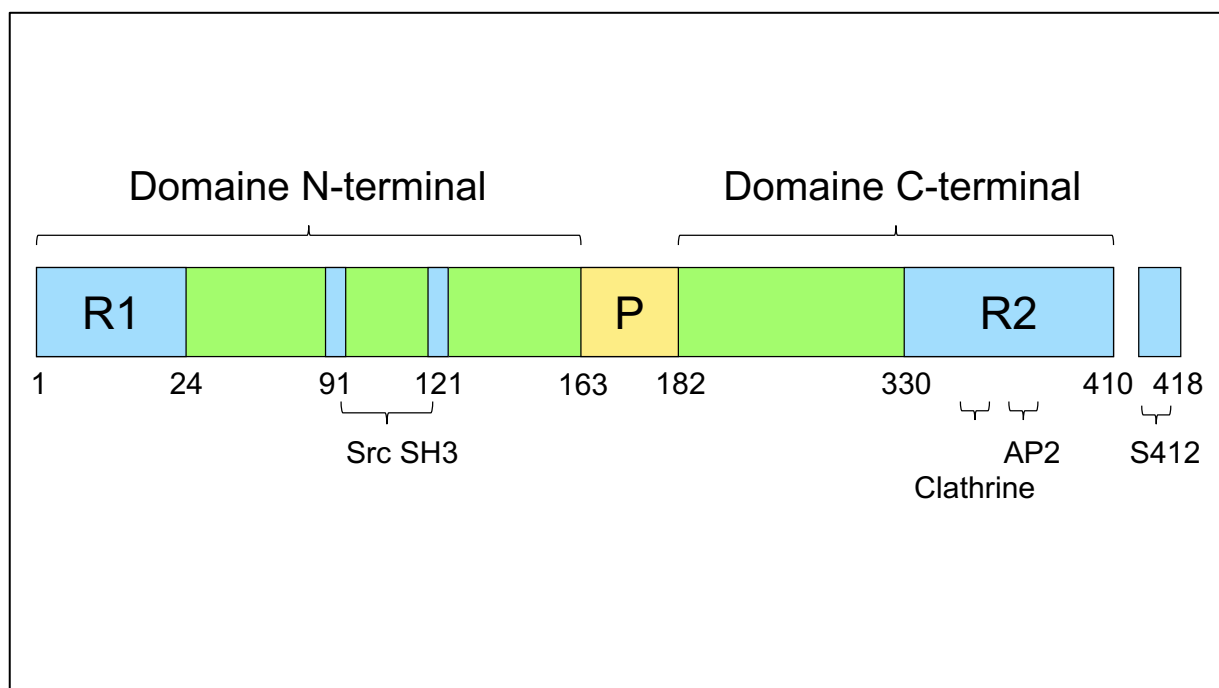 Domaine N-terminal
Domaine C-terminal
R1
P
R2
1
24
91
121
163
182
330
410
418
Src SH3
AP2
S412
Clathrine